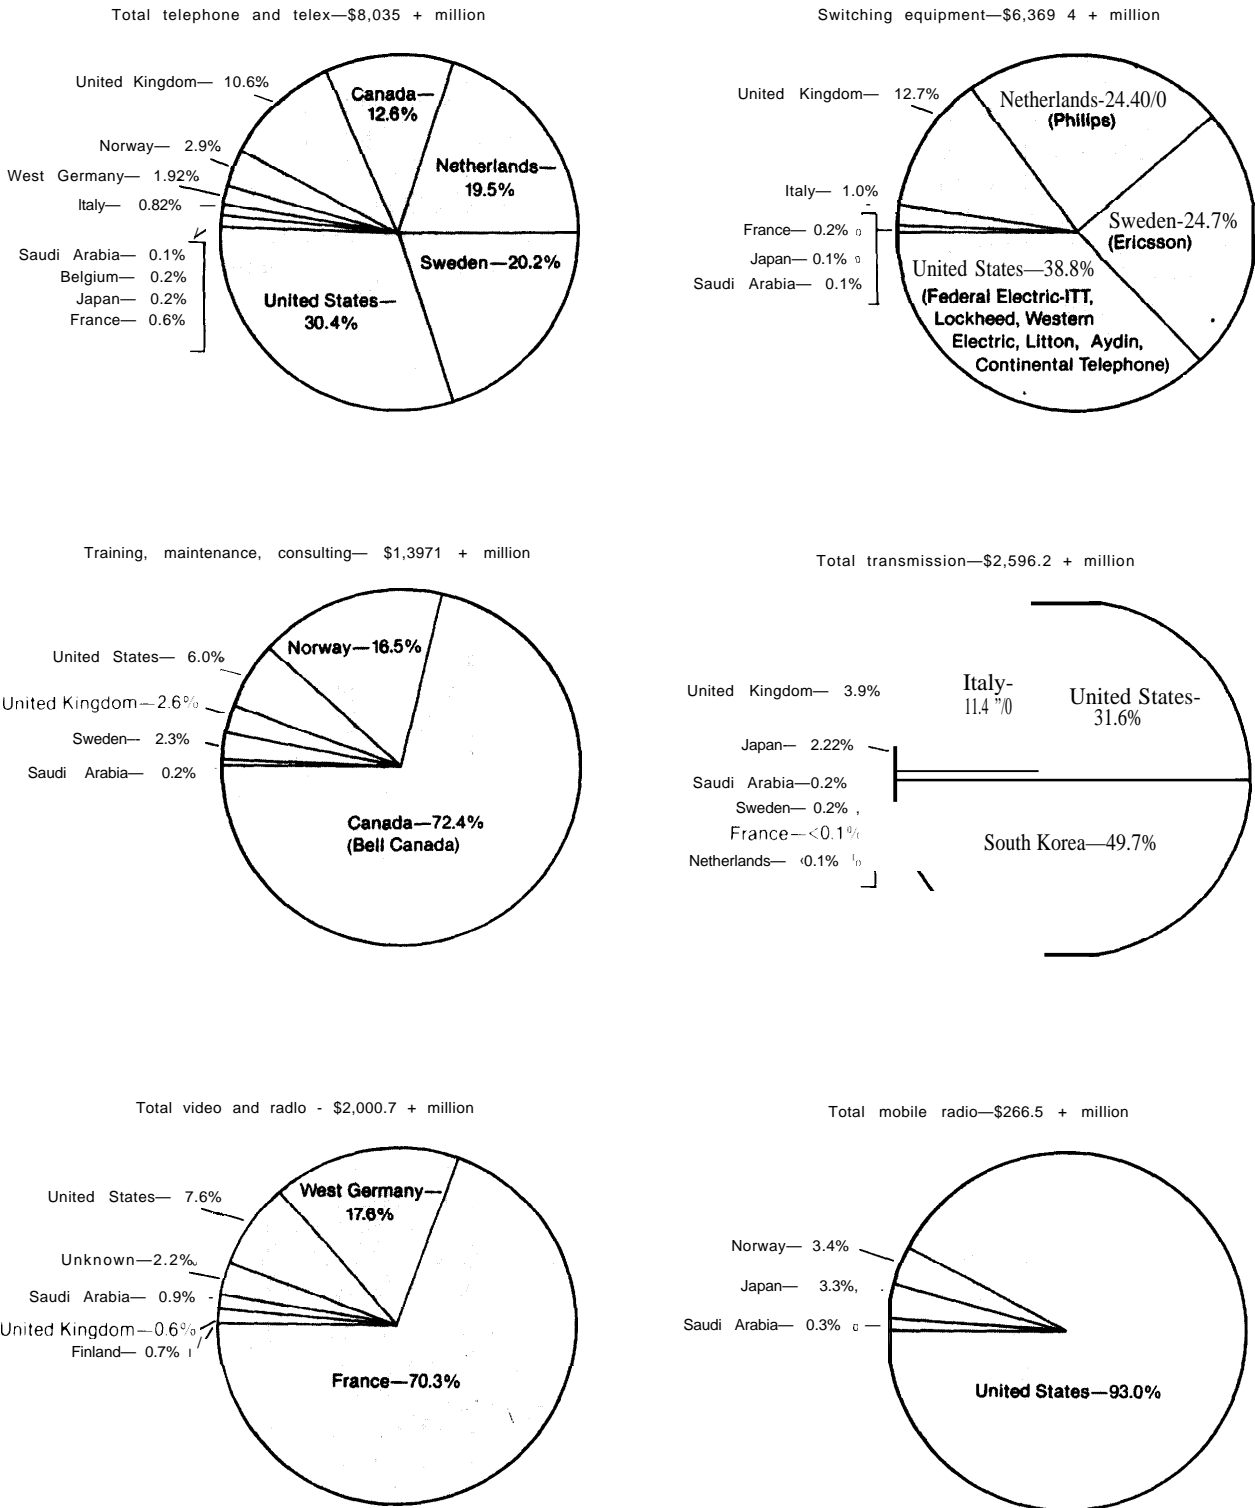 Total telephone and telex—$8,035 + million
United Kingdom— 10.6%
Canada—
12.6%
Norway— 2.9%
Netherlands—
19.5%
West Germany— 1.92%
Italy— 0.82%
Saudi Arabia— 0.1%
Belgium— 0.2%
Japan— 0.2%
France— 0.6%
Sweden—20.2%
United States—
30.4%
Switching equipment—$6,369 4 + million
United Kingdom— 12.7%
Netherlands-24.40/0
(Philips)
Italy— 1.0%
France— 0.2%
Japan— 0.1%
Saudi Arabia— 0.1%
Sweden-24.7%
(Ericsson)
United States—38.8%
(Federal Electric-ITT,
Lockheed, Western
Electric, Litton, Aydin,
Continental Telephone)
Training, maintenance, consulting— $1,3971 + million
Norway—16.5%
United States— 6.0%
United Kingdom—2.6%
Sweden-- 2.3%
Saudi Arabia— 0.2%
Canada—72.4%
(Bell Canada)
Total transmission—$2,596.2 + million
United Kingdom— 3.9%
Italy-
11.4 ”/0
United States-
31.6%
Japan— 2.22%
Saudi Arabia—0.2%
Sweden— 0.2% ,
France—<0.1%
Netherlands— <0.1%
South Korea—49.7%
Total video and radlo - $2,000.7 + million
United States— 7.6%
West Germany—
17.6%
Unknown—2.2%
Saudi Arabia— 0.9% -
United Kingdom—0.6%
Finland— 0.7%
France—70.3%
Total mobile radio—$266.5 + million
Norway— 3.4%
Japan— 3.3%,
Saudi Arabia— 0.3%
United States—93.0%